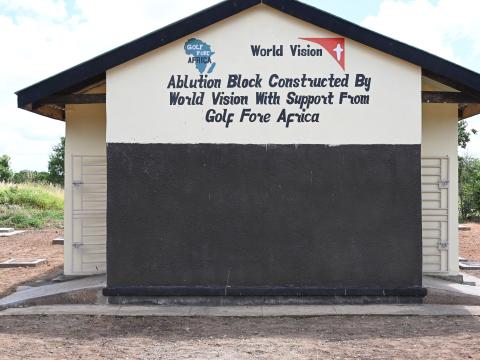 GOLF
FORE
AFRICA
World Vision
Ablution Block Constructed By
World Vision With Support From
Golf Fore Africa